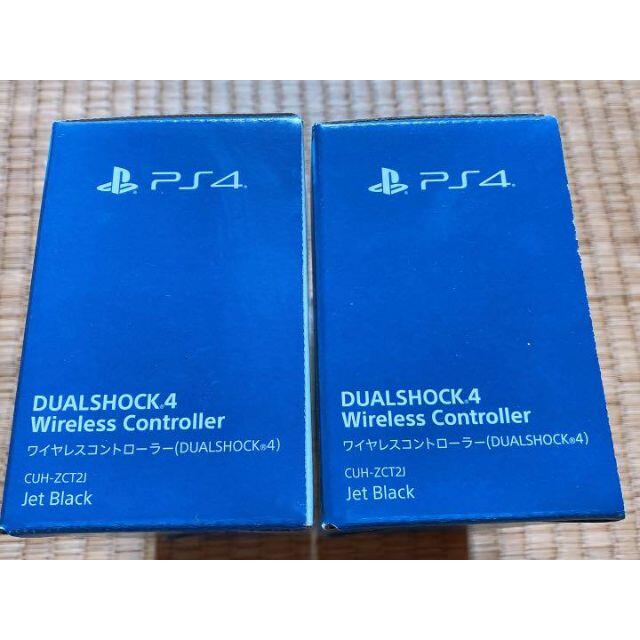 PS4
DUALSHOCK®4
Wireless Controller
ワイヤレスコントローラー(DUALSHOCK®4)
CUH-ZCT2J
Jet Black
PS4
DUALSHOCK®4
Wireless Controller
ワイヤレスコントローラー(DUALSHOCK®4)
CUH-ZCT2J
Jet Black